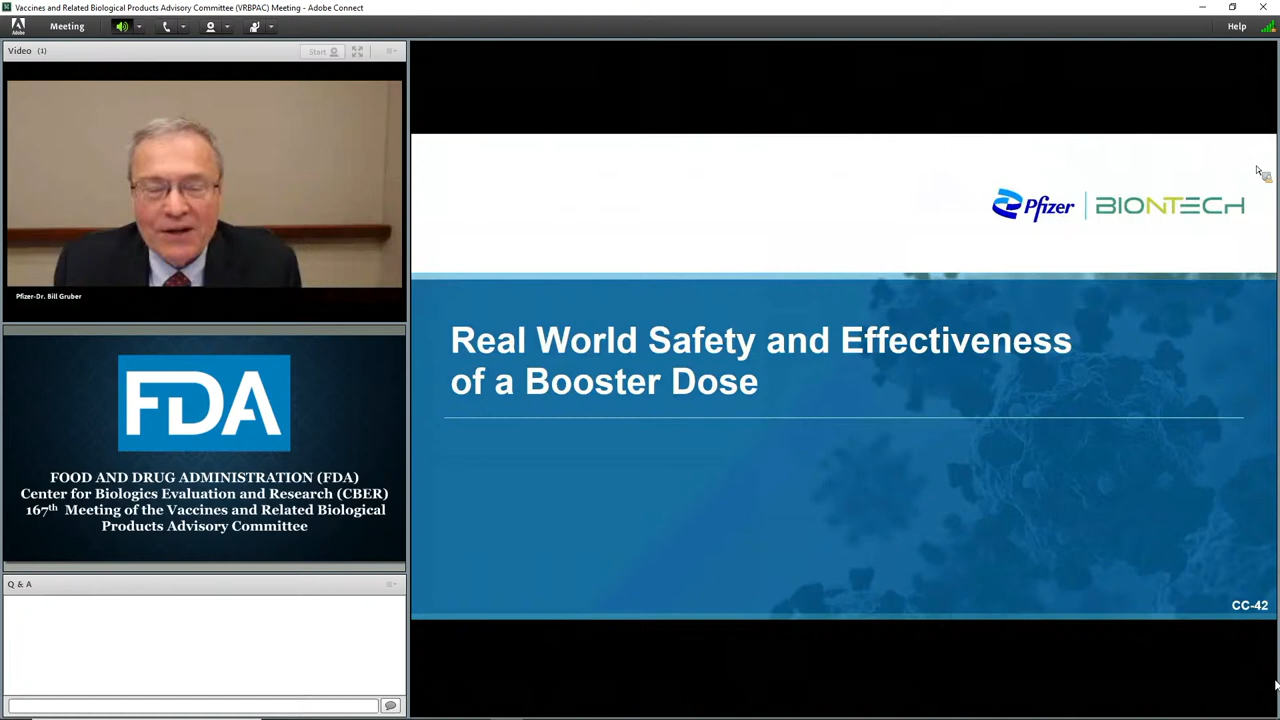 Vaccines and Related Biological Products Advisory Committee (VRBPAC) Meeting - Adobe Connect
Meeting
Help
Video (1)
Start
Pfizer-Dr. Bill Gruber
FDA
FOOD AND DRUG ADMINISTRATION (FDA)
Center for Biologics Evaluation and Research (CBER)
167th Meeting of the Vaccines and Related Biological
Products Advisory Committee
Q & A
Pfizer | BIONTECH
Real World Safety and Effectiveness
of a Booster Dose
CC-42